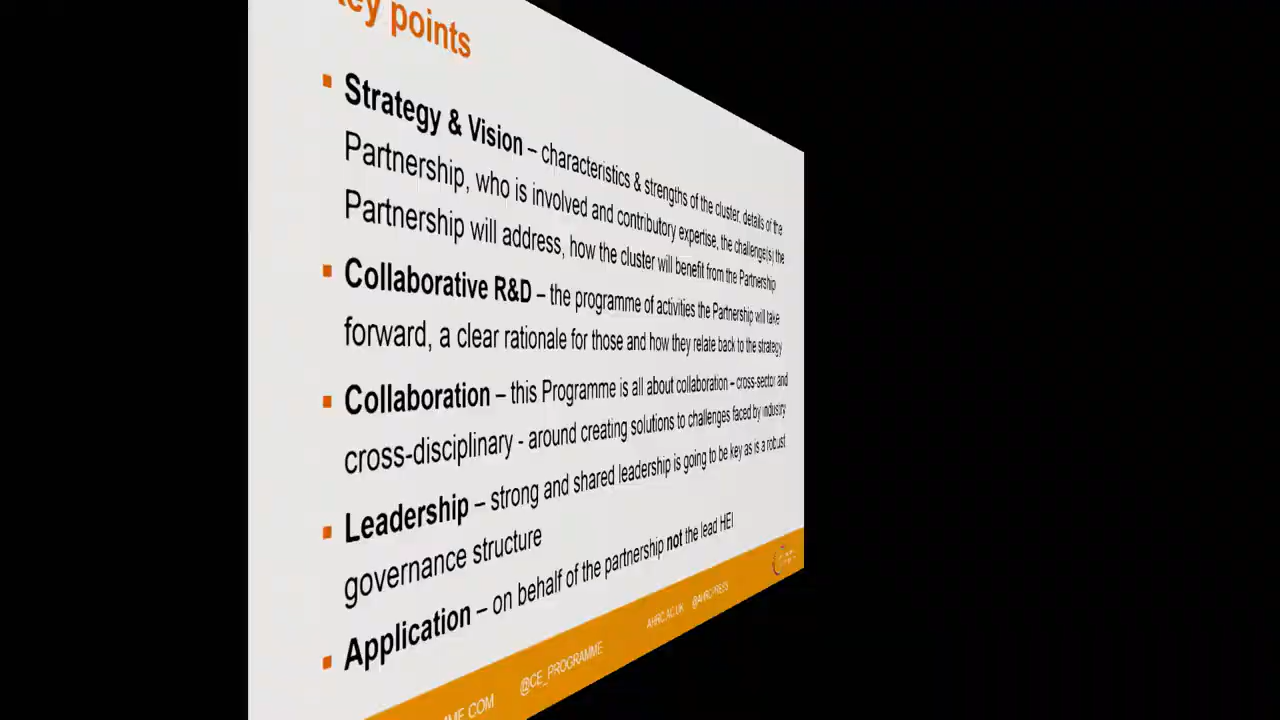 key points
Strategy & Vision – characteristics & strengths of the cluster, details of the
Partnership, who is involved and contributory expertise, the challenge(s) the
Partnership will address, how the cluster will benefit from the Partnership
Collaborative R&D – the programme of activities the Partnership will take
forward, a clear rationale for those and how they relate back to the strategy
Collaboration – this Programme is all about collaboration – cross-sector and
cross-disciplinary - around creating solutions to challenges faced by industry
Leadership – strong and shared leadership is going to be key as is a robust
governance structure
Application – on behalf of the partnership not the lead HEI
ME.COM @CE_PROGRAMME AHRC.AC.UK @AHRCPRESS